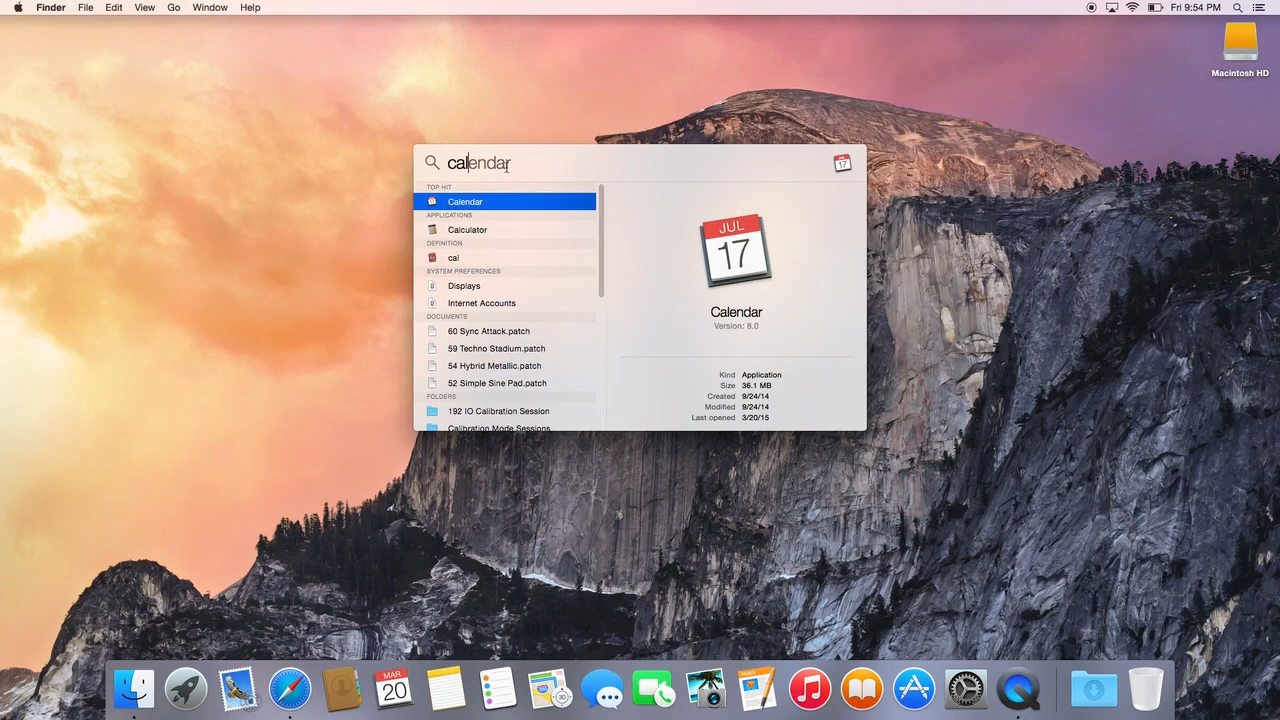 Finder File Edit View Go Window Help Fri 9:54 PM
Macintosh HD
calendar
JUL
17
TOP HIT
Calendar
APPLICATIONS
Calculator
DEFINITION
cal
SYSTEM PREFERENCES
Displays
Internet Accounts
DOCUMENTS
60 Sync Attack.patch
59 Techno Stadium.patch
54 Hybrid Metallic.patch
52 Simple Sine Pad.patch
FOLDERS
192 IO Calibration Session
Calibration Mode Sessions
JUL
17
Calendar
Version: 8.0
Kind Application
Size 36.1 MB
Created 9/24/14
Modified 9/24/14
Last opened 3/20/15
MAR
20
3D
PAGES